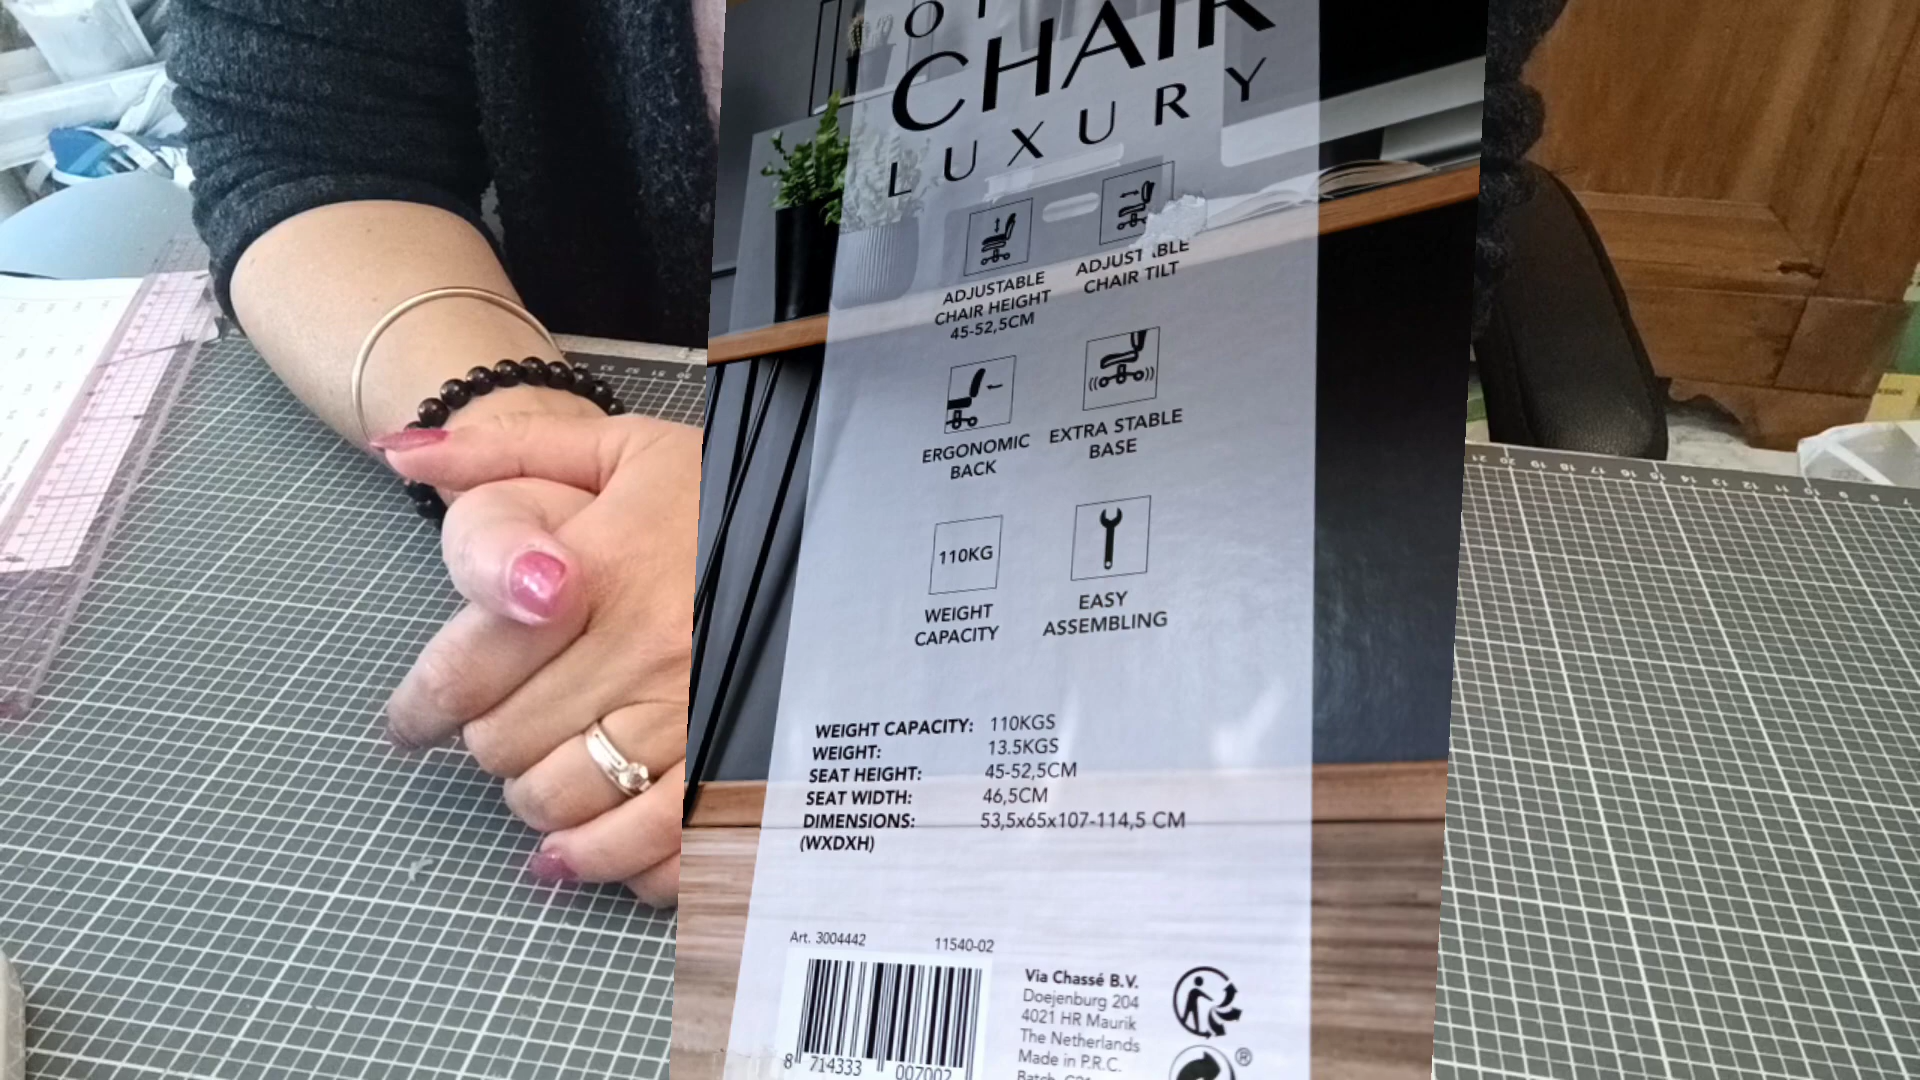 CHAIR
LUXURY
ADJUSTABLE
CHAIR HEIGHT
45-52,5CM
ADJUST BLE
CHAIR TILT
ERGONOMIC
BACK
EXTRA STABLE
BASE
110KG
WEIGHT
CAPACITY
EASY
ASSEMBLING
WEIGHT CAPACITY: 110KGS
WEIGHT: 13.5KGS
SEAT HEIGHT: 45-52,5CM
SEAT WIDTH: 46,5CM
DIMENSIONS: 53,5x65x107-114,5 CM
(WXDXH)
Art. 3004442 11540-02
8 714333 007002
Via Chassé B.V.
Doejenburg 204
4021 HR Maurik
The Netherlands
Made in P.R.C.
®